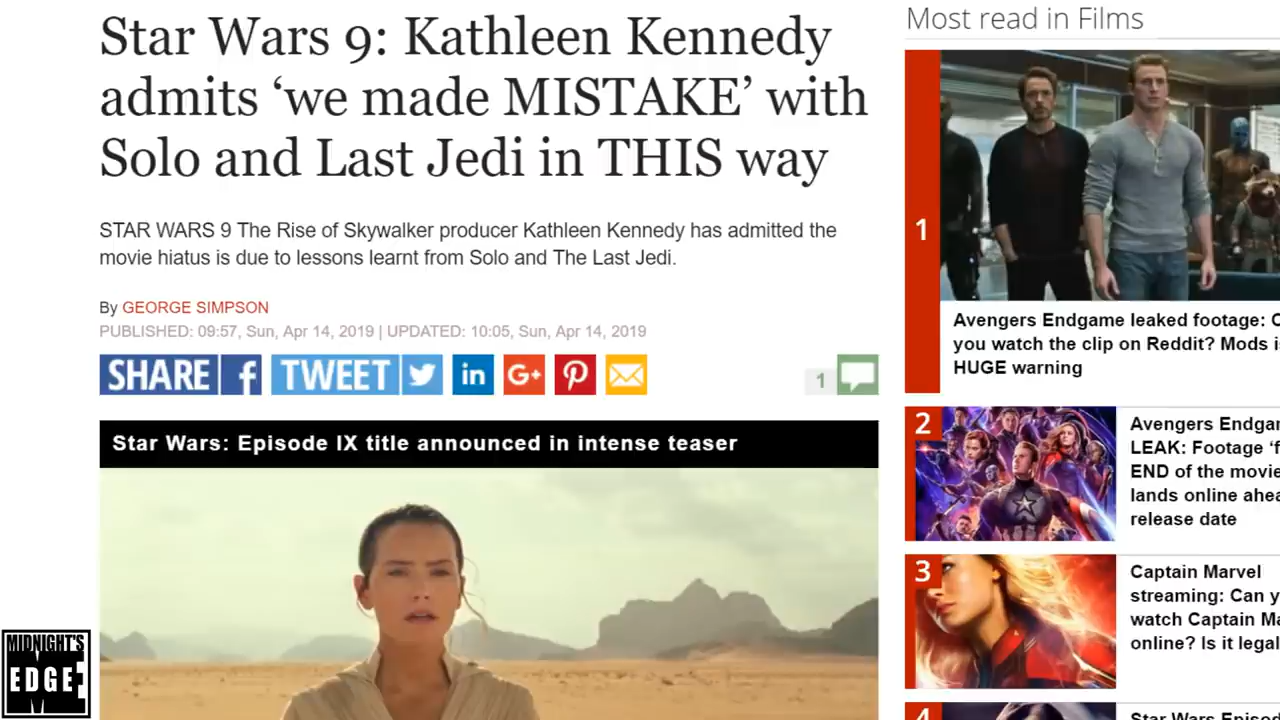 Star Wars 9: Kathleen Kennedy
admits ‘we made MISTAKE’ with
Solo and Last Jedi in THIS way
STAR WARS 9 The Rise of Skywalker producer Kathleen Kennedy has admitted the
movie hiatus is due to lessons learnt from Solo and The Last Jedi.
By GEORGE SIMPSON
PUBLISHED: 09:57, Sun, Apr 14, 2019 | UPDATED: 10:05, Sun, Apr 14, 2019
SHARE f TWEET in G+ 1
Star Wars: Episode IX title announced in intense teaser
MIDNIGHT'S
EDGE
Most read in Films
1
Avengers Endgame leaked footage: C
you watch the clip on Reddit? Mods i
HUGE warning
2
Avengers Endgar
LEAK: Footage ‘f
END of the movie
lands online ahea
release date
3
Captain Marvel
streaming: Can y
watch Captain Ma
online? Is it legal
4
Star Wars Episod